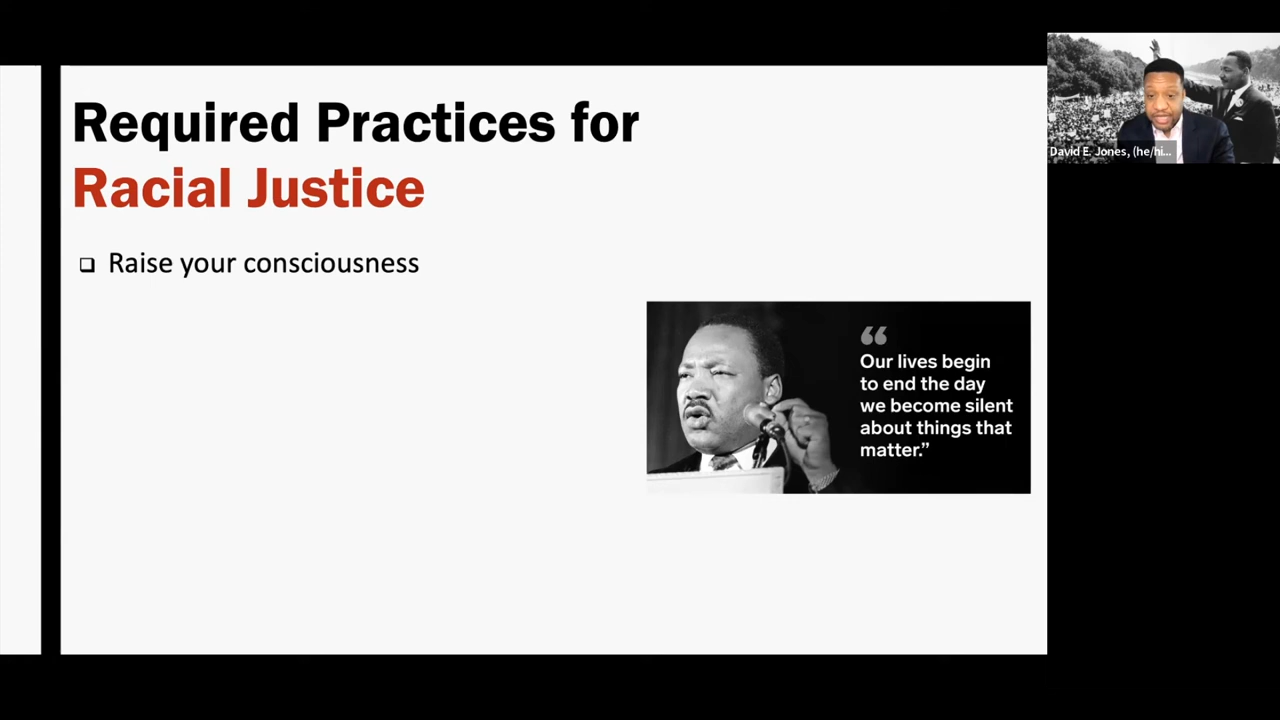 Required Practices for
Racial Justice
❑ Raise your consciousness
“
Our lives begin
to end the day
we become silent
about things that
matter.”
David E. Jones, (he/hi...